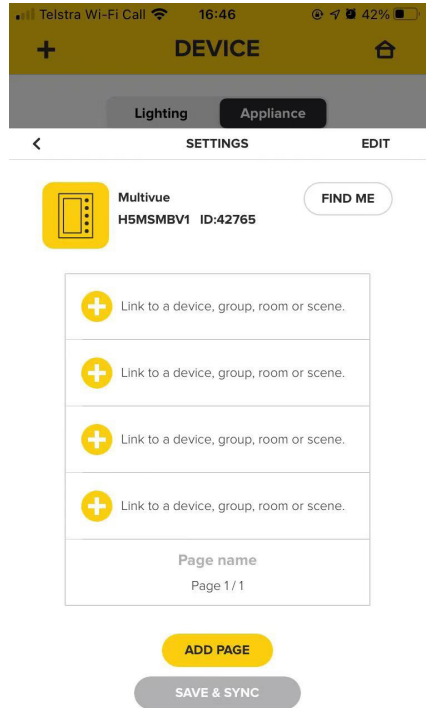 Telstra Wi-Fi Call 16:46 42%
DEVICE
Lighting Appliance
SETTINGS EDIT
Multivue FIND ME
H5MSMBV1 ID:42765
Link to a device, group, room or scene.
Link to a device, group, room or scene.
Link to a device, group, room or scene.
Link to a device, group, room or scene.
Page name
Page 1 / 1
ADD PAGE
SAVE & SYNC